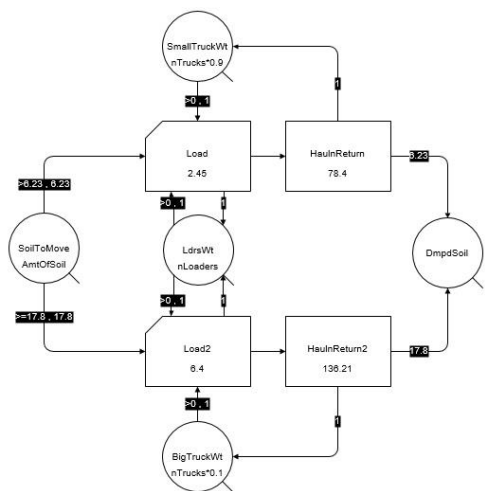 SmallTruckWt
nTrucks*0.9
>0 , 1
1
Load
2.45
HaulnReturn
78.4
6.23
>6.23 , 6.23
>0 , 1
1
SoilToMove
AmtOfSoil
LdrsWt
nLoaders
DmpdSoil
>0 , 1
1
>=17.8 , 17.8
Load2
6.4
HaulnReturn2
136.21
17.8
>0 , 1
1
BigTruckWt
nTrucks*0.1